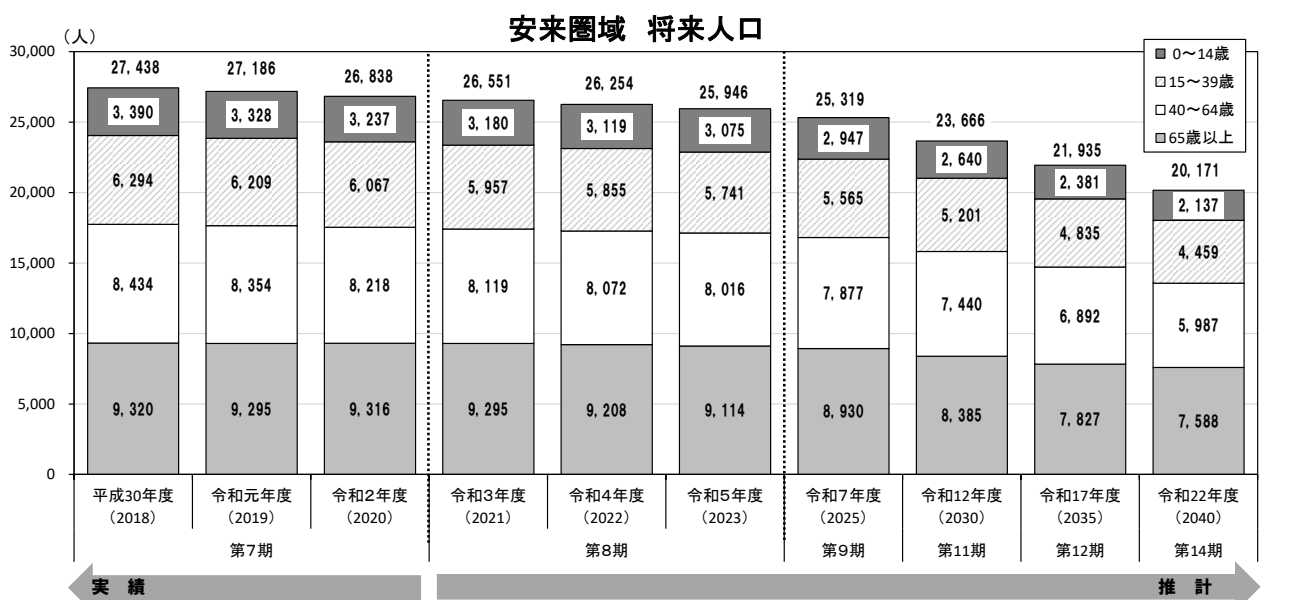 安来圏域 将来人口
（人）
30,000
25,000
20,000
15,000
10,000
5,000
0
27,438 27,186 26,838 26,551 26,254 25,946 25,319 23,666 21,935 20,171
3,390 3,328 3,237 3,180 3,119 3,075 2,947 2,640 2,381 2,137
6,294 6,209 6,067 5,957 5,855 5,741 5,565 5,201 4,835 4,459
8,434 8,354 8,218 8,119 8,072 8,016 7,877 7,440 6,892 5,987
9,320 9,295 9,316 9,295 9,208 9,114 8,930 8,385 7,827 7,588
0～14歳
15～39歳
40～64歳
65歳以上
平成30年度 令和元年度 令和２年度 令和３年度 令和４年度 令和５年度 令和７年度 令和12年度 令和17年度 令和22年度
（2018） （2019） （2020） （2021） （2022） （2023） （2025） （2030） （2035） （2040）
第７期 第８期 第９期 第11期 第12期 第14期
実 績 推 計